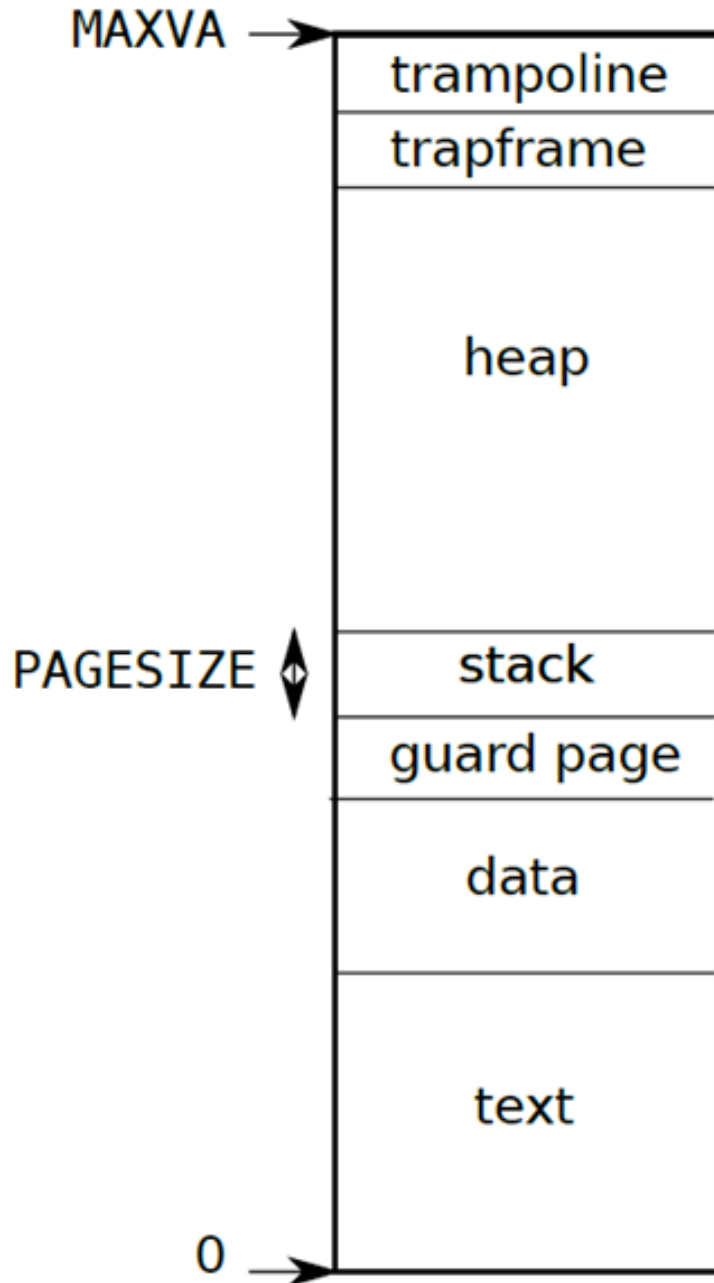 MAXVA
trampoline
trapframe
heap
PAGESIZE
stack
guard page
data
text
0